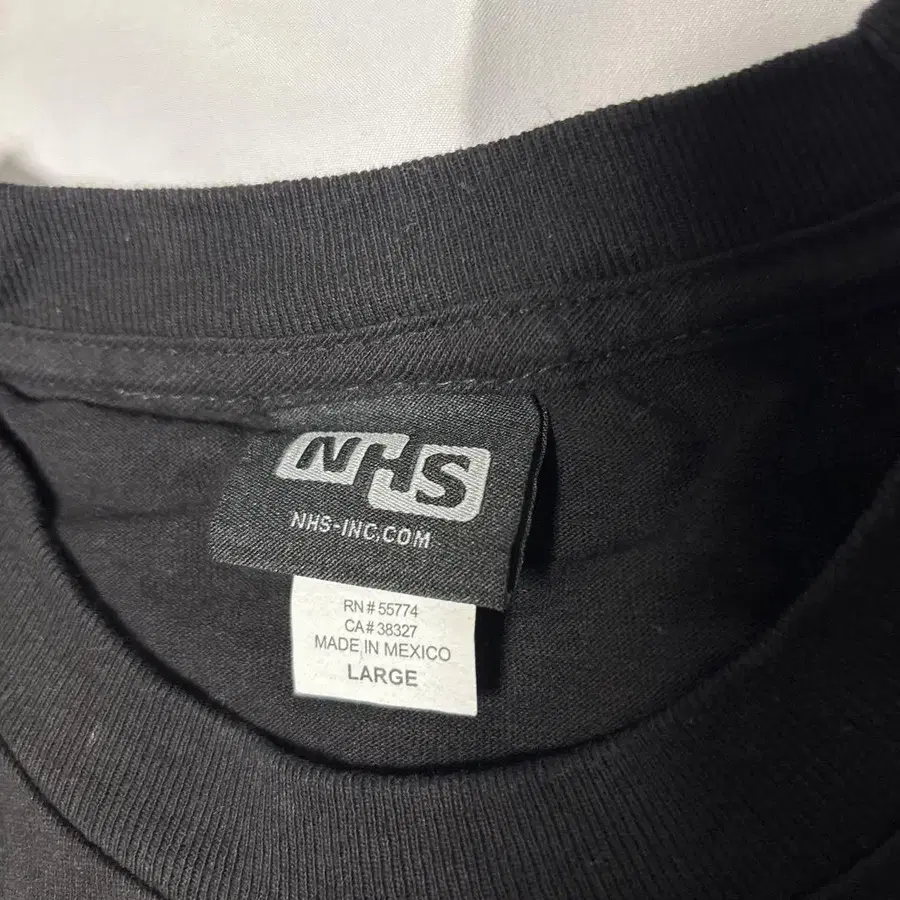 NHS
NHS-INC.COM
RN # 55774
CA # 38327
MADE IN MEXICO
LARGE